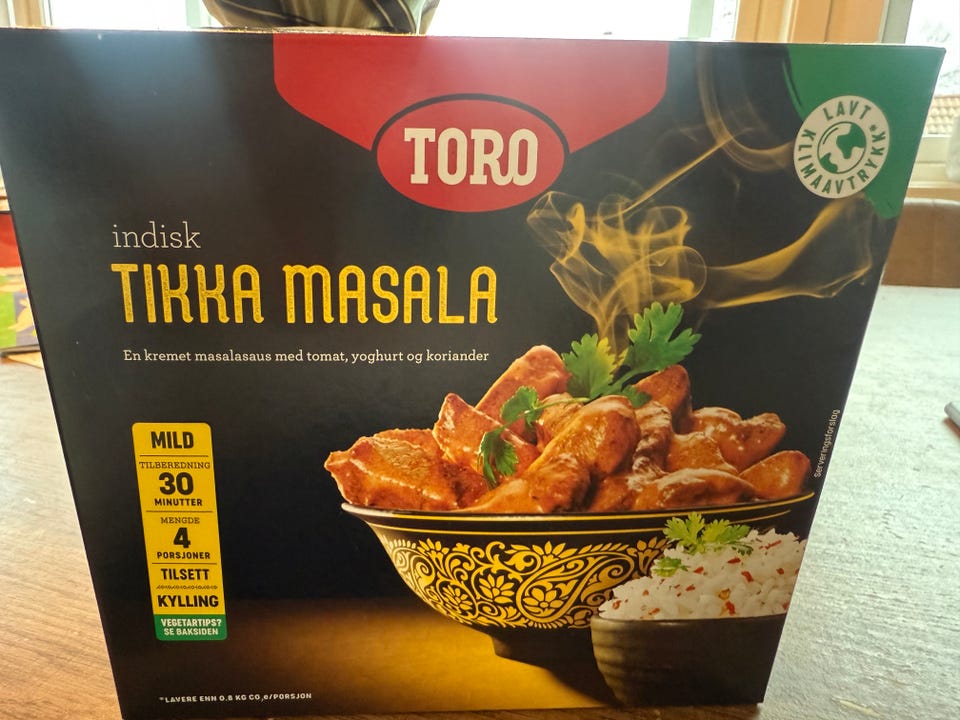 TORO
LAVT
KLIMAAVTRYKK*
indisk
TIKKA MASALA
En kremet masalasaus med tomat, yoghurt og koriander
MILD
TILBEREDNING
30
MINUTTER
MENGDE
4
PORSJONER
TILSETT
KYLLING
VEGETARTIPS?
SE BAKSIDEN
serveringsforslag
*LAVERE ENN 0.8 KG CO₂e/PORSJON